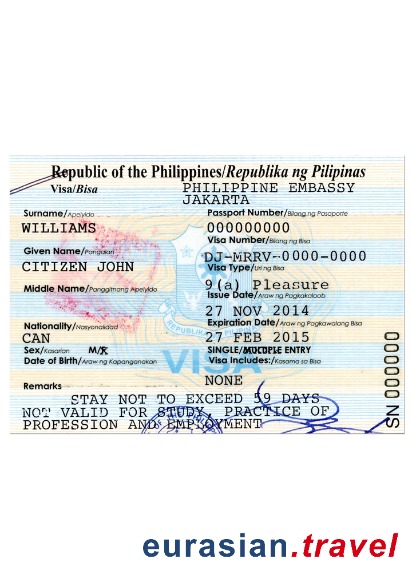 Republic of the Philippines/Republika ng Pilipinas
Visa/Bisa PHILIPPINE EMBASSY
JAKARTA
Surname/Apelyido Passport Number/Bilang ng Pasaporte
WILLIAMS 000000000
Visa Number/Bilang ng Bisa
Given Name/Pangalan DJ-MRRV-0000-0000
CITIZEN JOHN Visa Type/Uri ng Bisa
Middle Name/Panggitnang Apelyido 9(a) Pleasure
Issue Date/Araw ng Pagkakaloob
27 NOV 2014
Nationality/Nasyonalidad Expiration Date/Araw ng Pagkawalang Bisa
CAN 27 FEB 2015
Sex/Kasarian M/F SINGLE/MULTIPLE ENTRY
Date of Birth/Araw ng Kapanganakan Visa Includes:/Kasama sa Bisa
VISA
NONE
Remarks
STAY NOT TO EXCEED 59 DAYS
NOT VALID FOR STUDY, PRACTICE OF
PROFESSION AND EMPLOYMENT
SN 000000
eurasian.travel